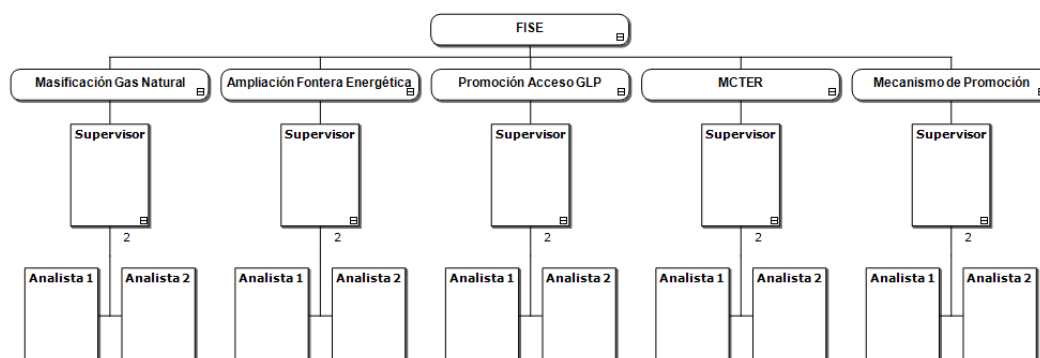 FISE
Masificación Gas Natural
Ampliación Fontera Energética
Promoción Acceso GLP
MCTER
Mecanismo de Promoción
Supervisor
Supervisor
Supervisor
Supervisor
Supervisor
2
2
2
2
2
Analista 1
Analista 2
Analista 1
Analista 2
Analista 1
Analista 2
Analista 1
Analista 2
Analista 1
Analista 2